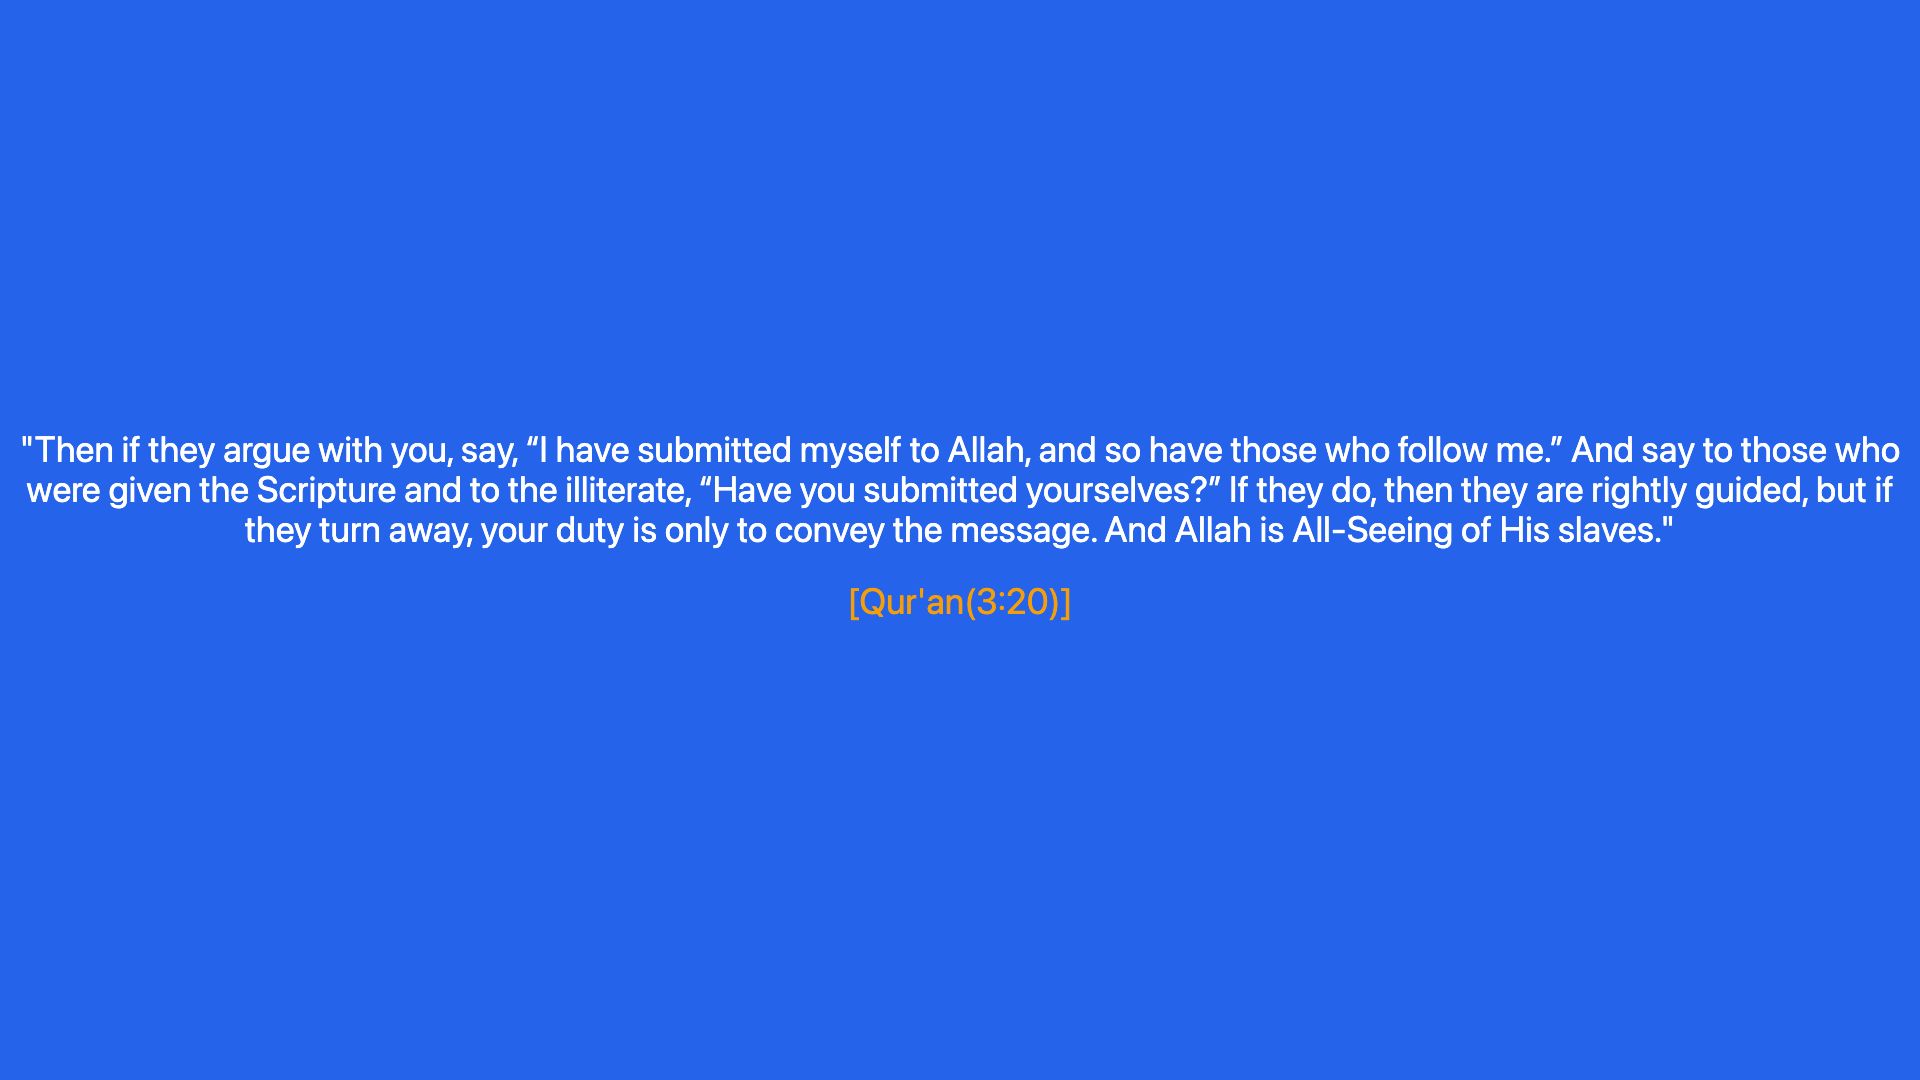 "Then if they argue with you, say, “I have submitted myself to Allah, and so have those who follow me.” And say to those who
were given the Scripture and to the illiterate, “Have you submitted yourselves?” If they do, then they are rightly guided, but if
they turn away, your duty is only to convey the message. And Allah is All-Seeing of His slaves."
[Qur'an(3:20)]